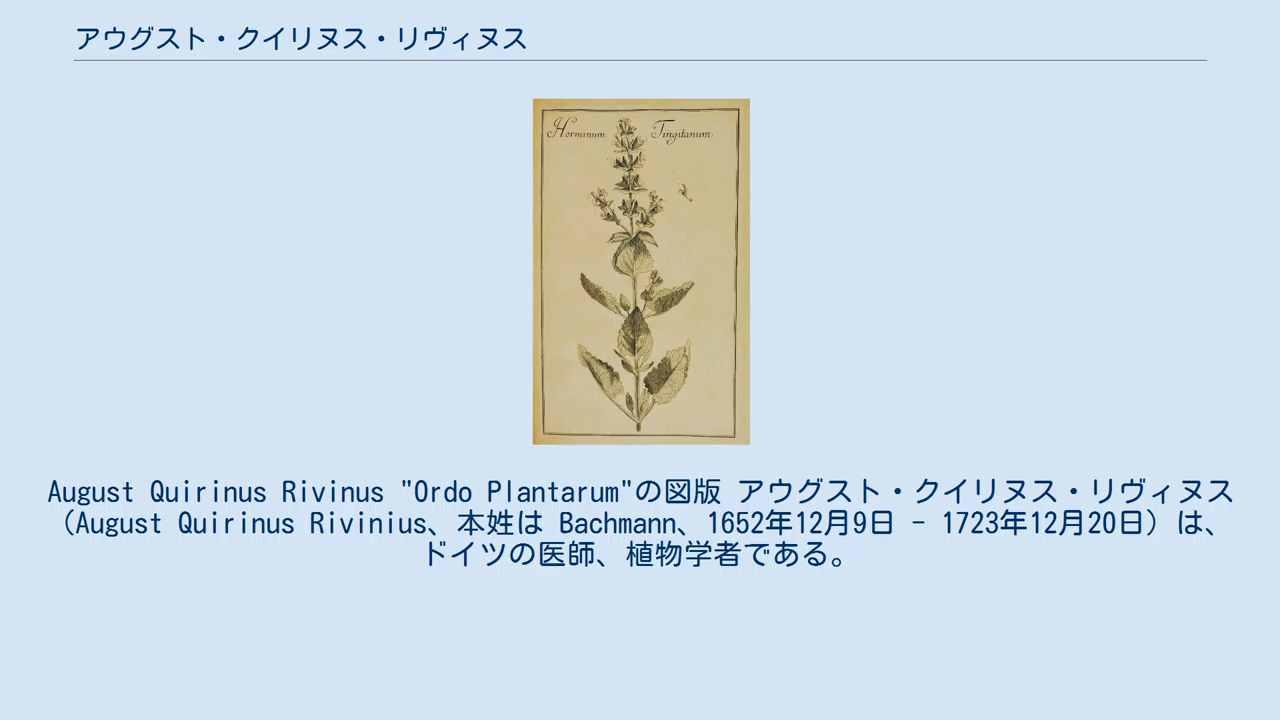 アウグスト・クイリヌス・リヴィヌス
Horminum Tingitanum
August Quirinus Rivinus "Ordo Plantarum"の図版 アウグスト・クイリヌス・リヴィヌス
（August Quirinus Rivinius、本姓は Bachmann、1652年12月9日 - 1723年12月20日）は、
ドイツの医師、植物学者である。